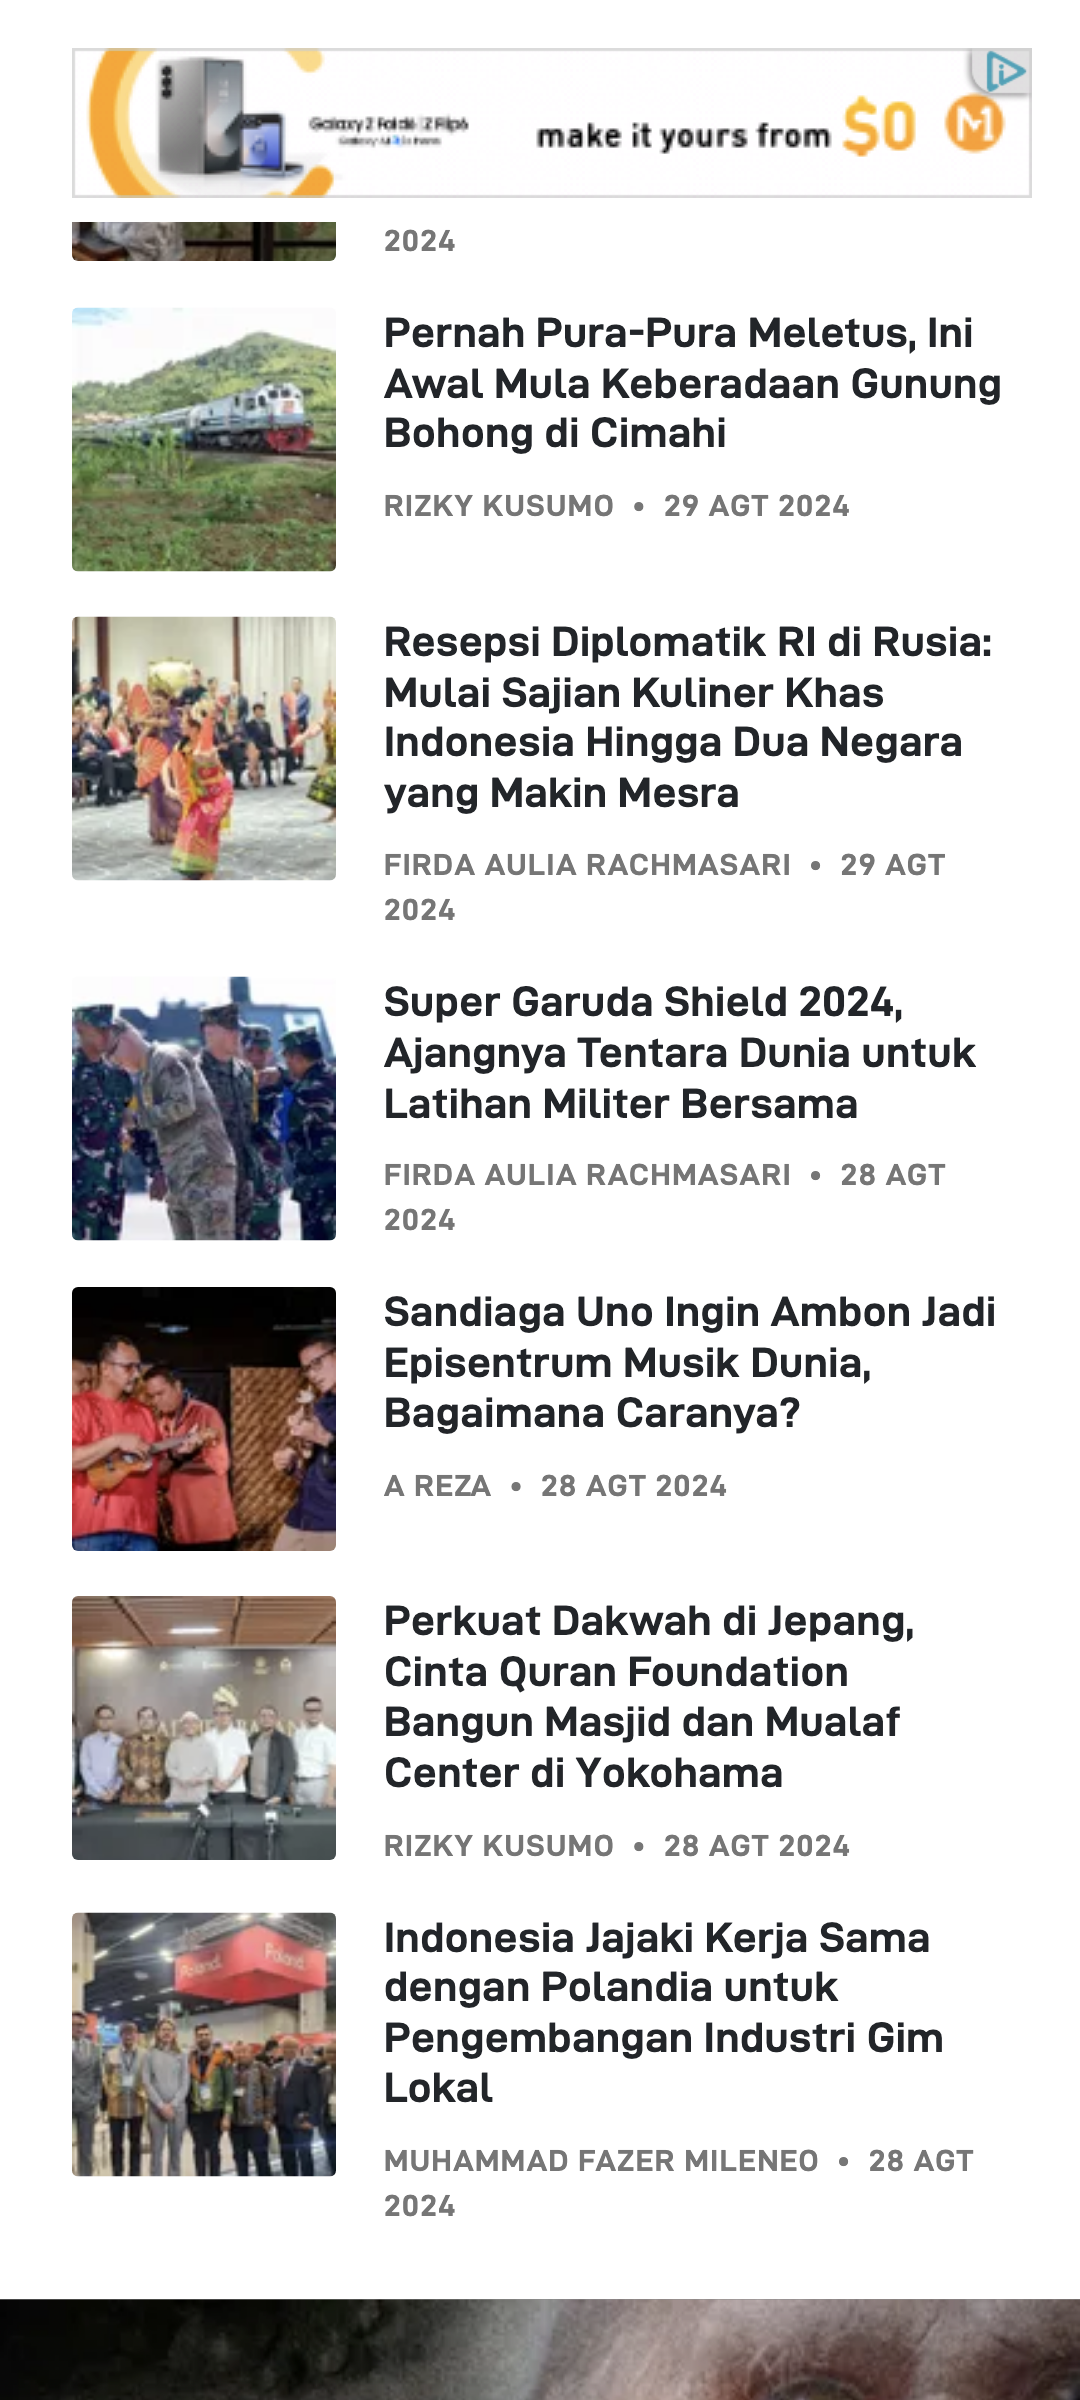 Galaxy Z Fold6 | Z Flip6
make it yours from $0
2024
Pernah Pura-Pura Meletus, Ini
Awal Mula Keberadaan Gunung
Bohong di Cimahi
RIZKY KUSUMO • 29 AGT 2024
Resepsi Diplomatik RI di Rusia:
Mulai Sajian Kuliner Khas
Indonesia Hingga Dua Negara
yang Makin Mesra
FIRDA AULIA RACHMASARI • 29 AGT
2024
Super Garuda Shield 2024,
Ajangnya Tentara Dunia untuk
Latihan Militer Bersama
FIRDA AULIA RACHMASARI • 28 AGT
2024
Sandiaga Uno Ingin Ambon Jadi
Episentrum Musik Dunia,
Bagaimana Caranya?
A REZA • 28 AGT 2024
Perkuat Dakwah di Jepang,
Cinta Quran Foundation
Bangun Masjid dan Mualaf
Center di Yokohama
RIZKY KUSUMO • 28 AGT 2024
Poland.
Poland.
Indonesia Jajaki Kerja Sama
dengan Polandia untuk
Pengembangan Industri Gim
Lokal
MUHAMMAD FAZER MILENEO • 28 AGT
2024